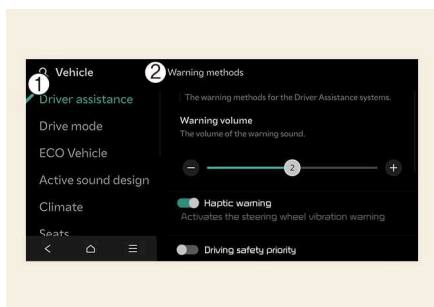 Vehicle
1
Driver assistance
Drive mode
ECO Vehicle
Active sound design
Climate
Seats
2
Warning methods
The warning methods for the Driver Assistance systems.
Warning volume
The volume of the warning sound.
2
Haptic warning
Activates the steering wheel vibration warning
Driving safety priority